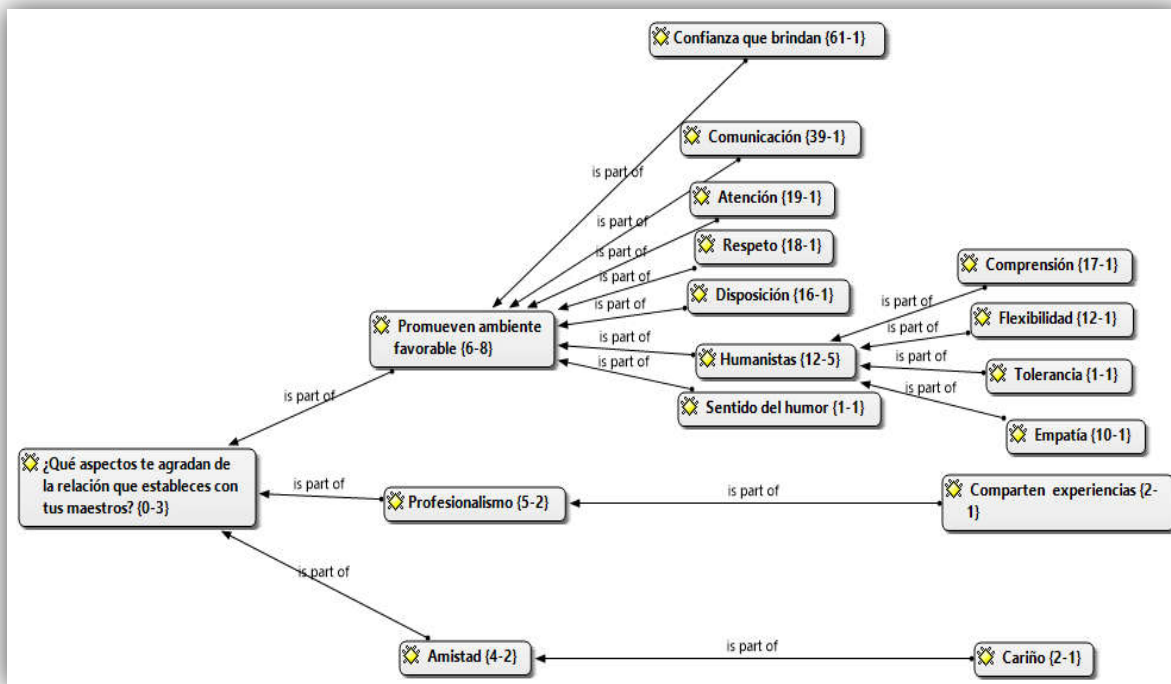 Confianza que brindan {61-1}
Comunicación {39-1}
is part of
Atención {19-1}
is part of
Respeto {18-1}
is part of
Comprensión {17-1}
is part of
Disposición {16-1}
is part of
is part of
Flexibilidad {12-1}
Promueven ambiente
favorable {6-8}
is part of
is part of
Humanistas {12-5}
is part of
Tolerancia {1-1}
is part of
is part of
Sentido del humor {1-1}
is part of
Empatía {10-1}
¿Qué aspectos te agradan de
la relación que estableces con
tus maestros? {0-3}
is part of
Profesionalismo {5-2}
is part of
Comparten experiencias {2-
1}
is part of
Amistad {4-2}
is part of
Cariño {2-1}